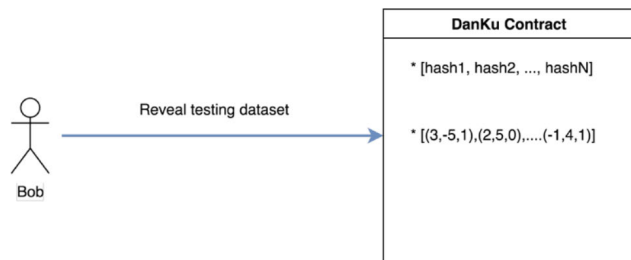 DanKu Contract
* [hash1, hash2, ..., hashN]
Reveal testing dataset
* [(3,-5,1),(2,5,0),....(-1,4,1)]
Bob